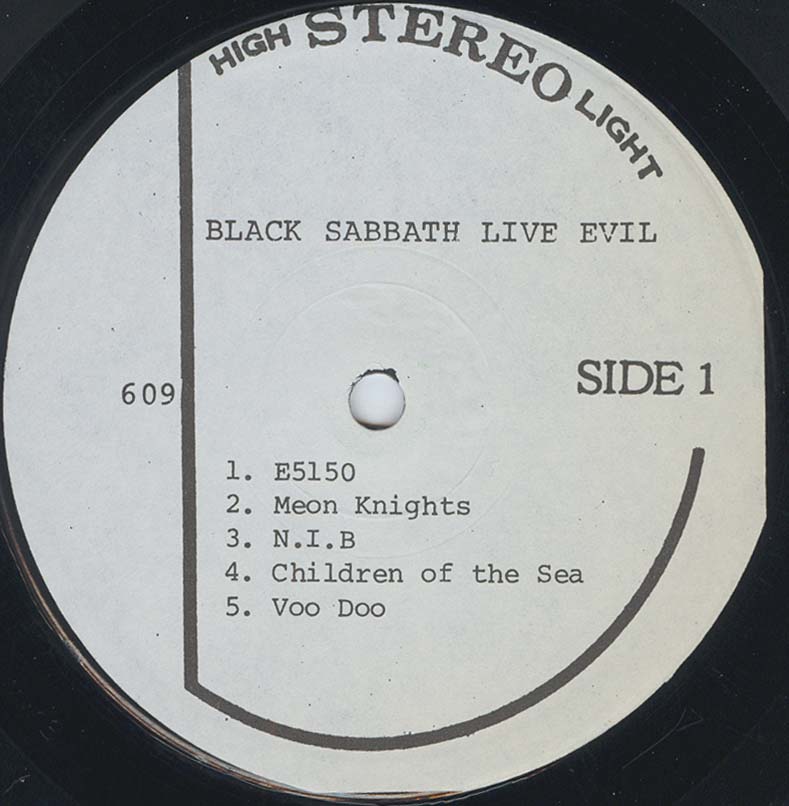 HIGH STEREO LIGHT
BLACK SABBATH LIVE EVIL
SIDE 1
609
1. E5150
2. Meon Knights
3. N.I.B
4. Children of the Sea
5. Voo Doo